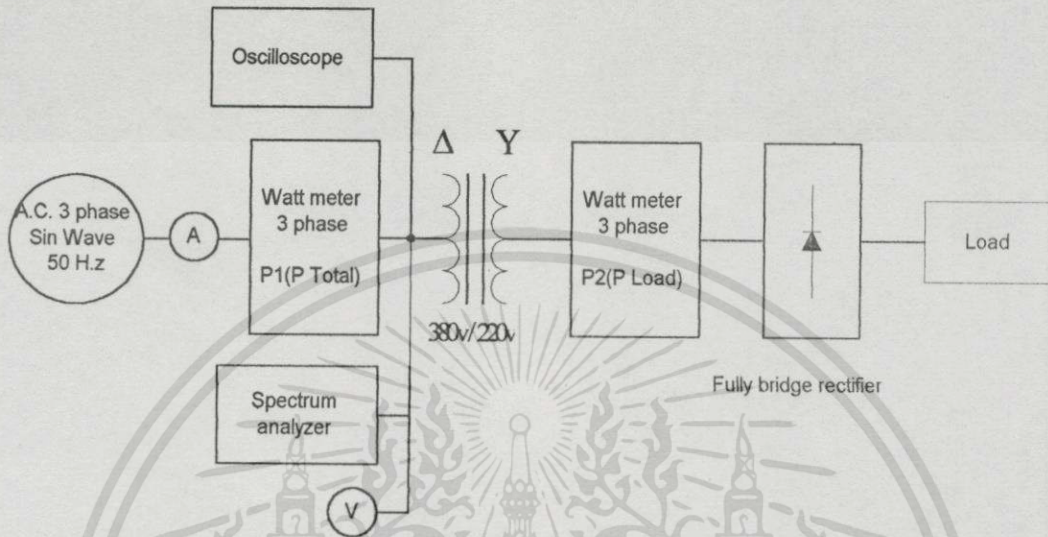 Oscilloscope
Δ Y
A.C. 3 phase
Sin Wave
50 H.z
A
Watt meter
3 phase
P1(P Total)
Watt meter
3 phase
P2(P Load)
Load
380v/220v
Fully bridge rectifier
Spectrum
analyzer
V